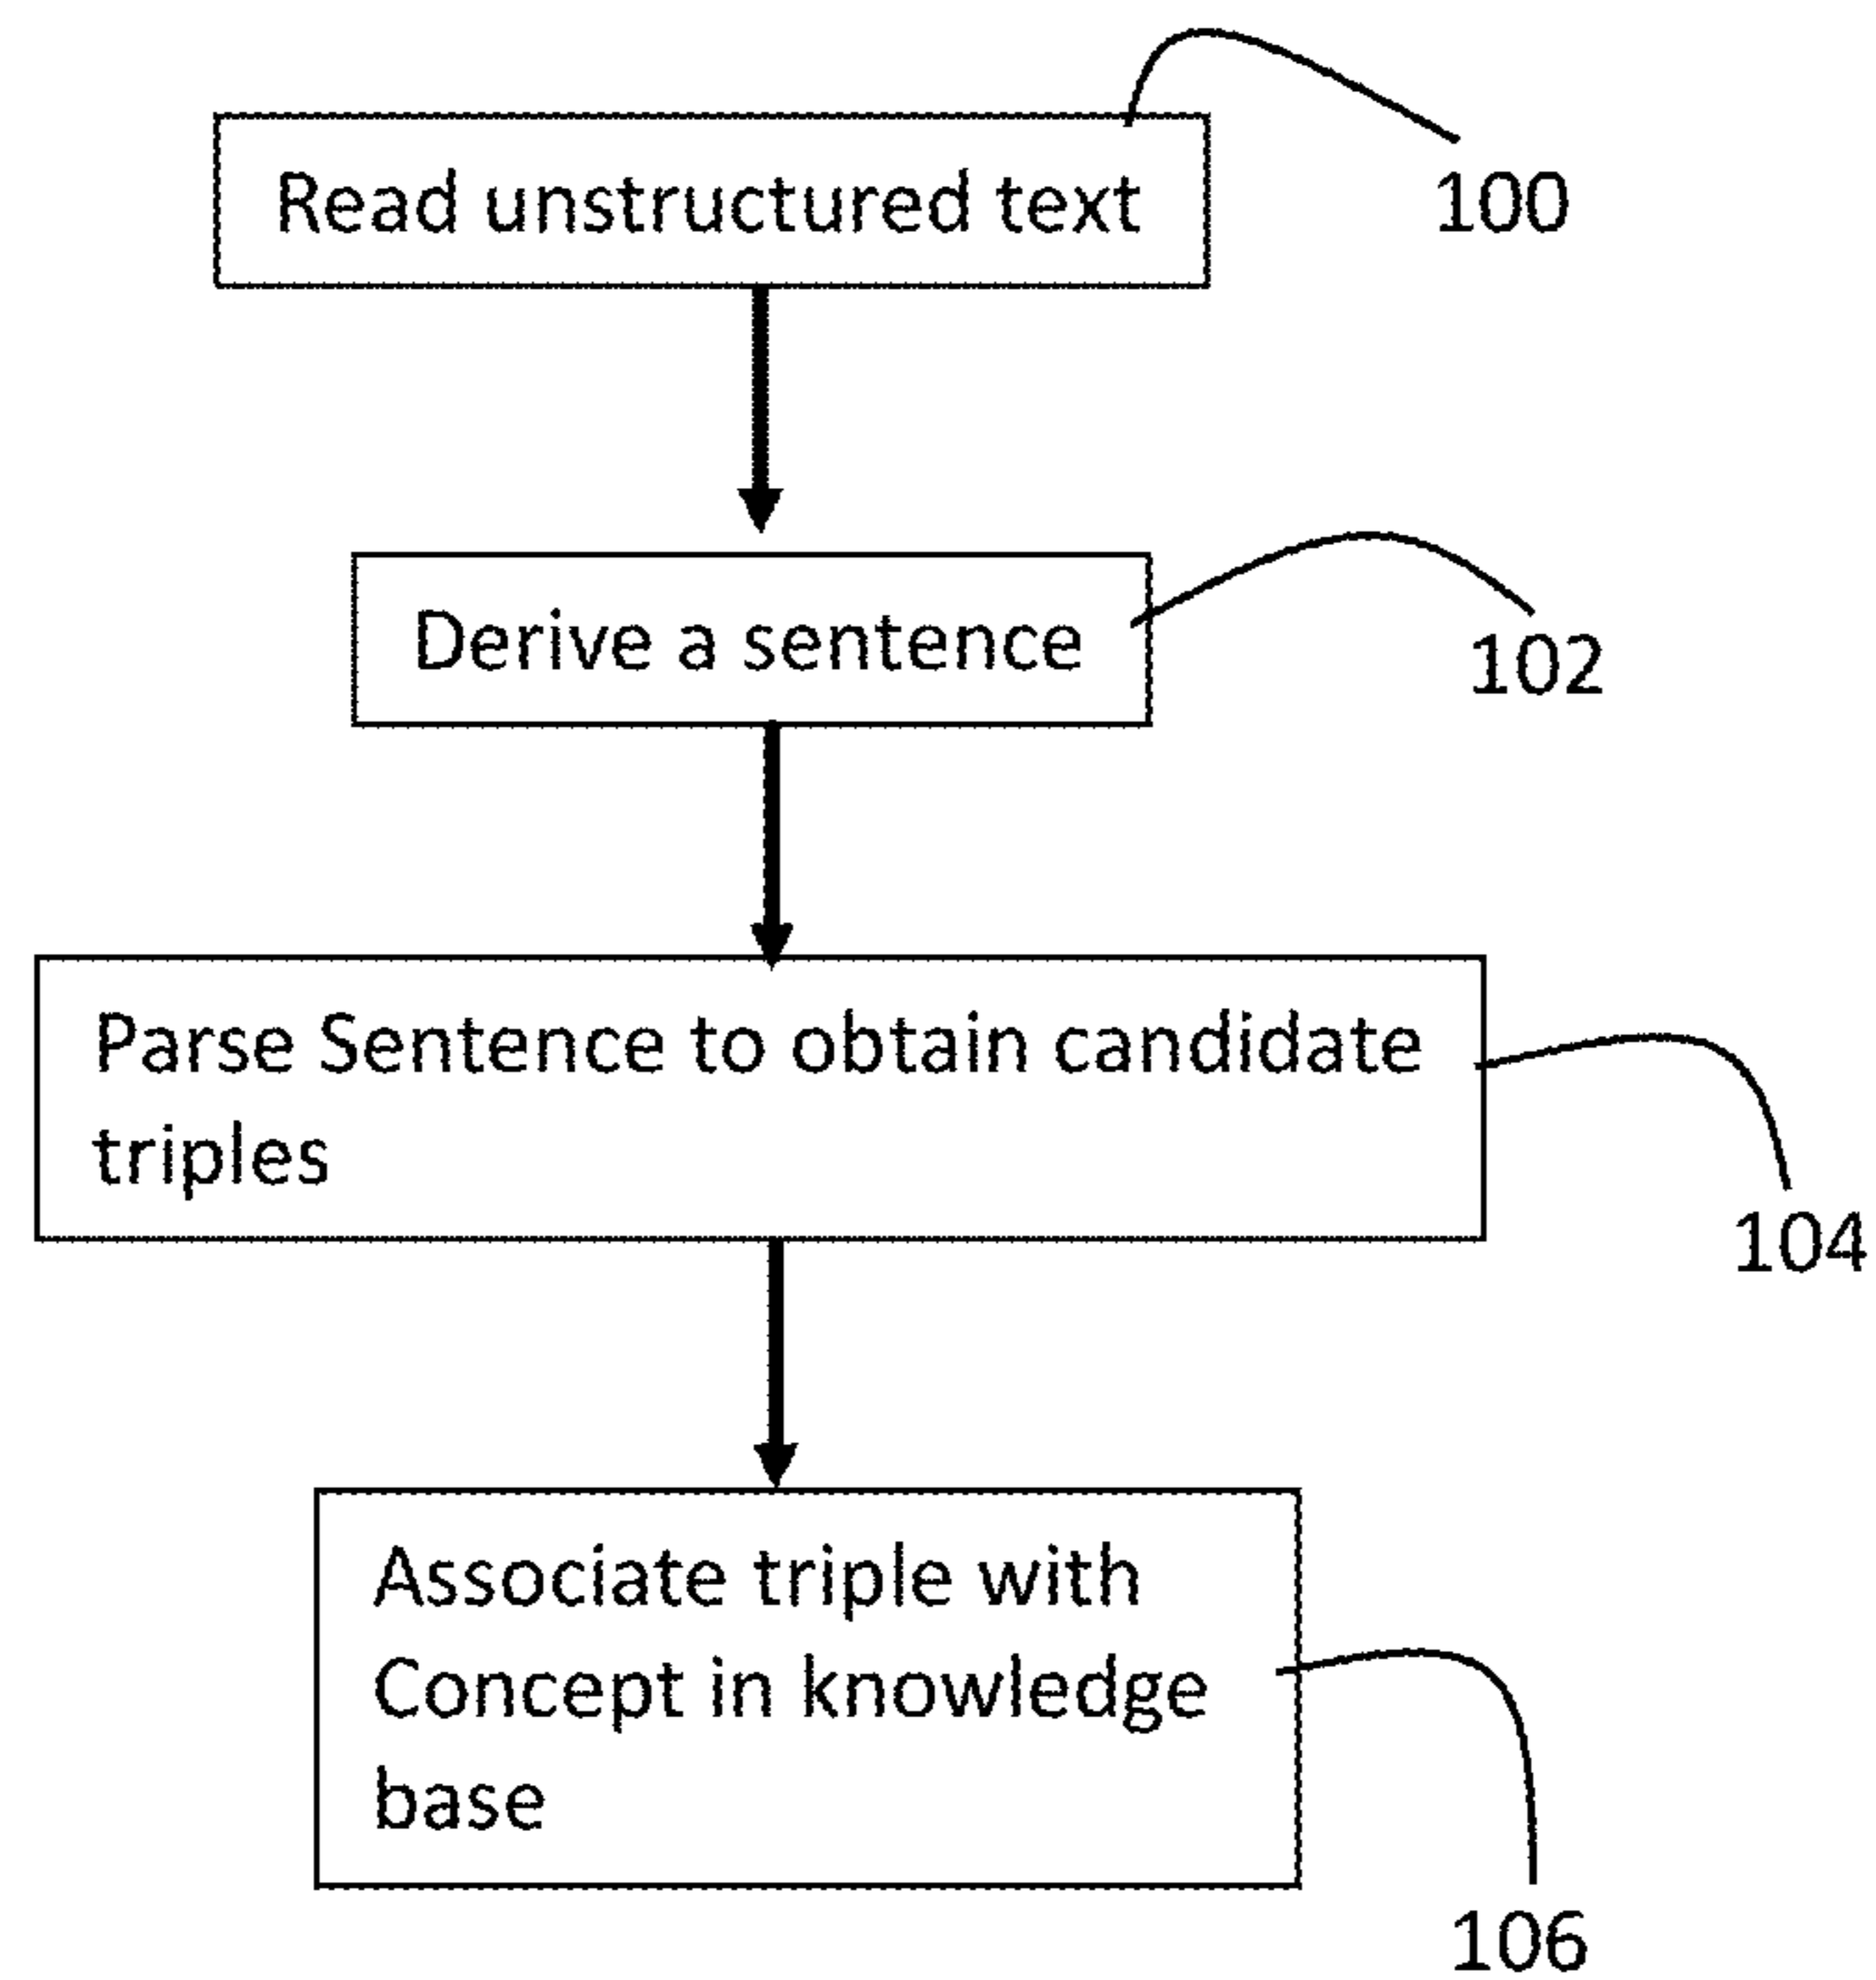 Read unstructured text
100
Derive a sentence
102
Parse Sentence to obtain candidate
triples
104
Associate triple with
Concept in knowledge
base
106